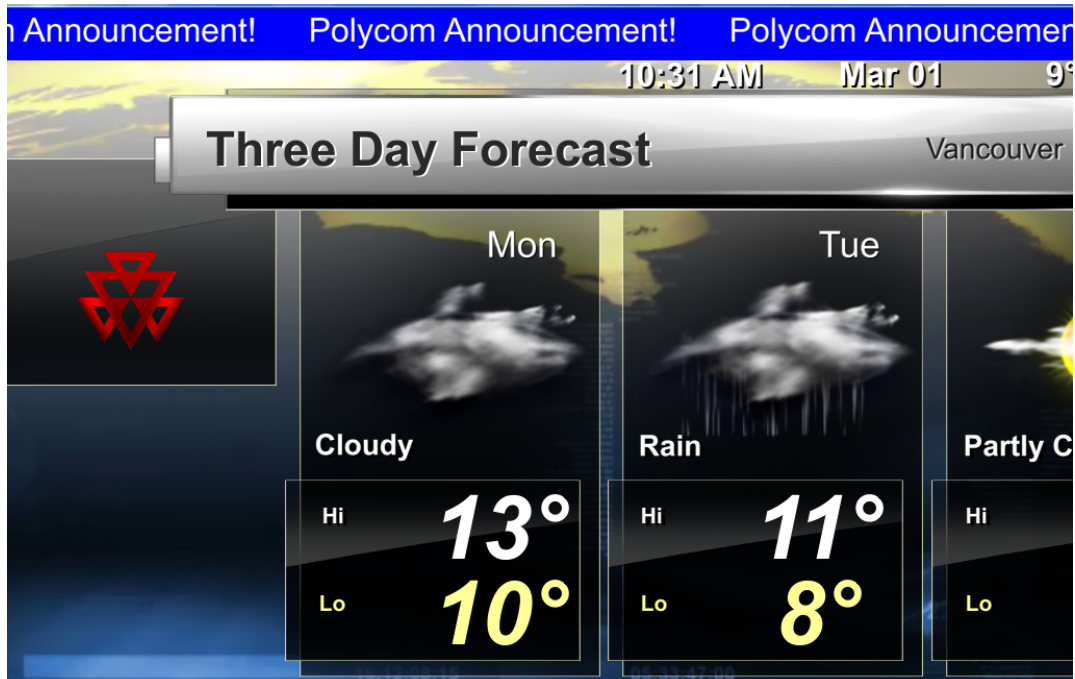 n Announcement! Polycom Announcement! Polycom Announcemen
10:31 AM Mar 01 9°
Three Day Forecast Vancouver
Mon Tue
Cloudy Rain Partly C
Hi 13° Hi 11° Hi
Lo 10° Lo 8° Lo